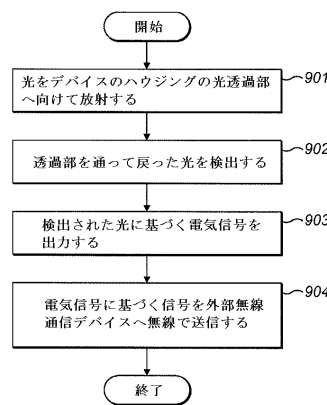 開始
光をデバイスのハウジングの光透過部
へ向けて放射する
901
透過部を通って戻った光を検出する
902
検出された光に基づく電気信号を
出力する
903
電気信号に基づく信号を外部無線
通信デバイスへ無線で送信する
904
終了